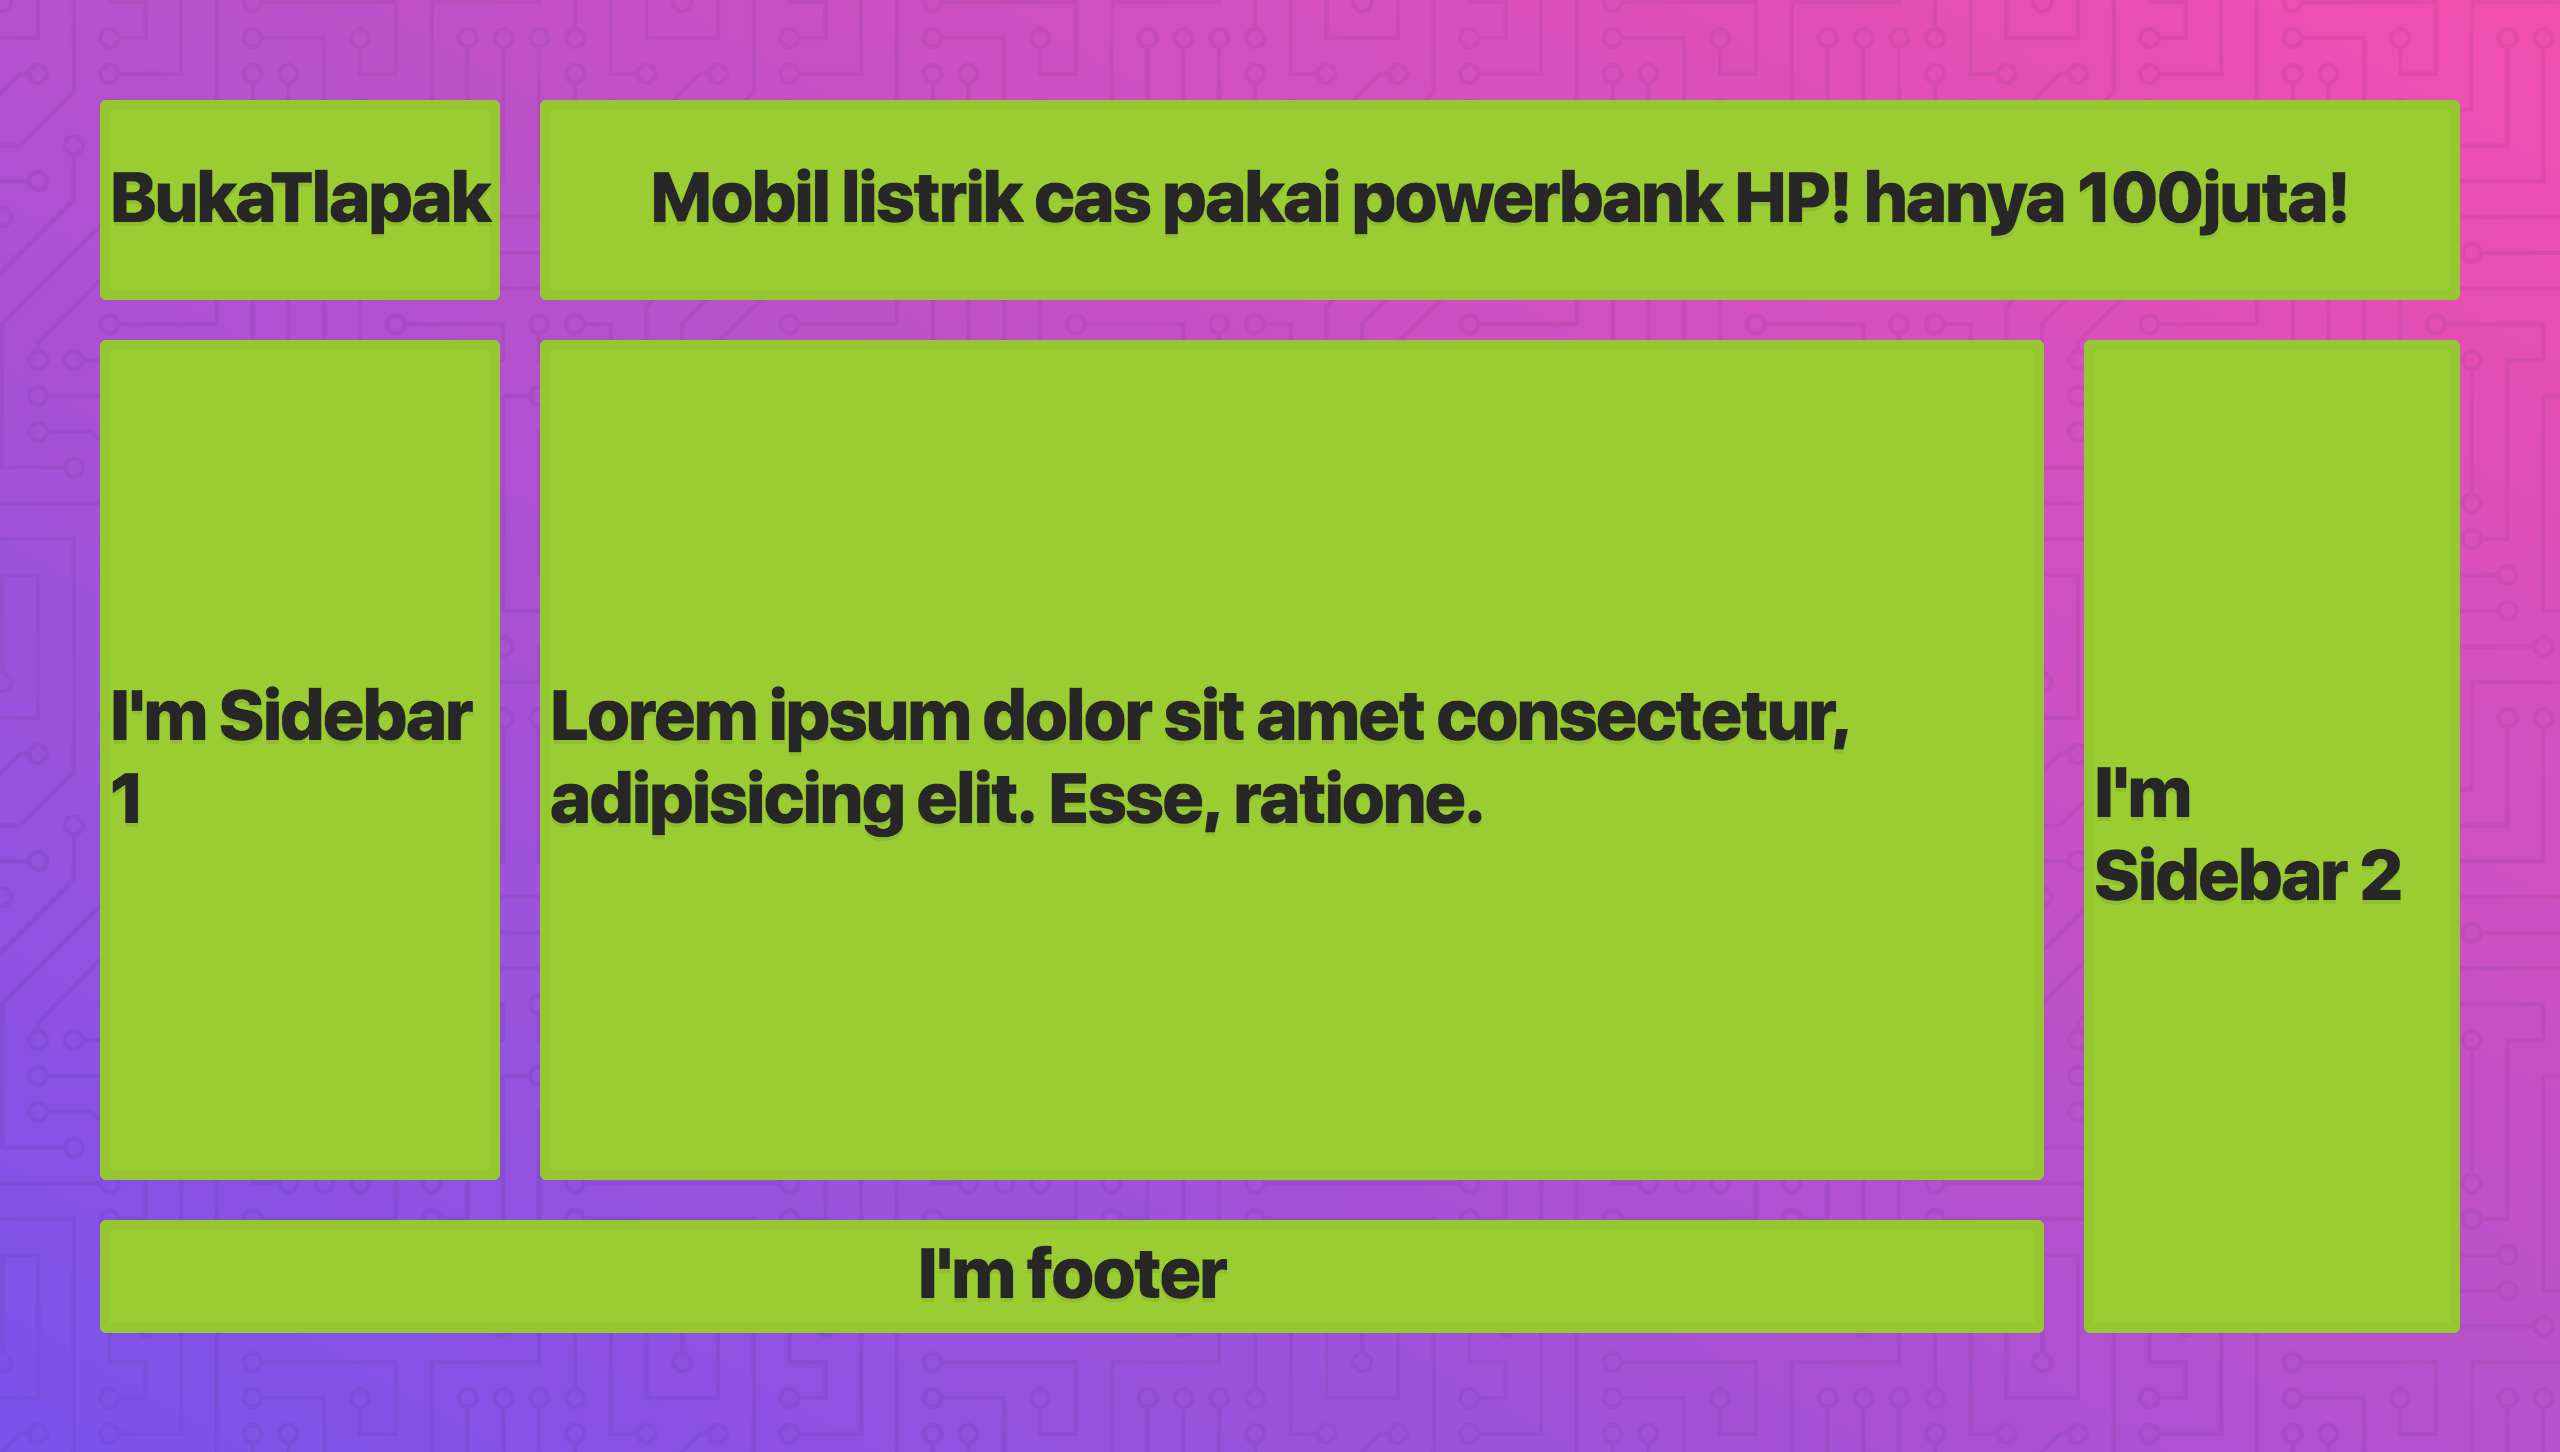 BukaTlapak
Mobil listrik cas pakai powerbank HP! hanya 100juta!
I'm Sidebar
1
Lorem ipsum dolor sit amet consectetur,
adipisicing elit. Esse, ratione.
I'm
Sidebar 2
I'm footer